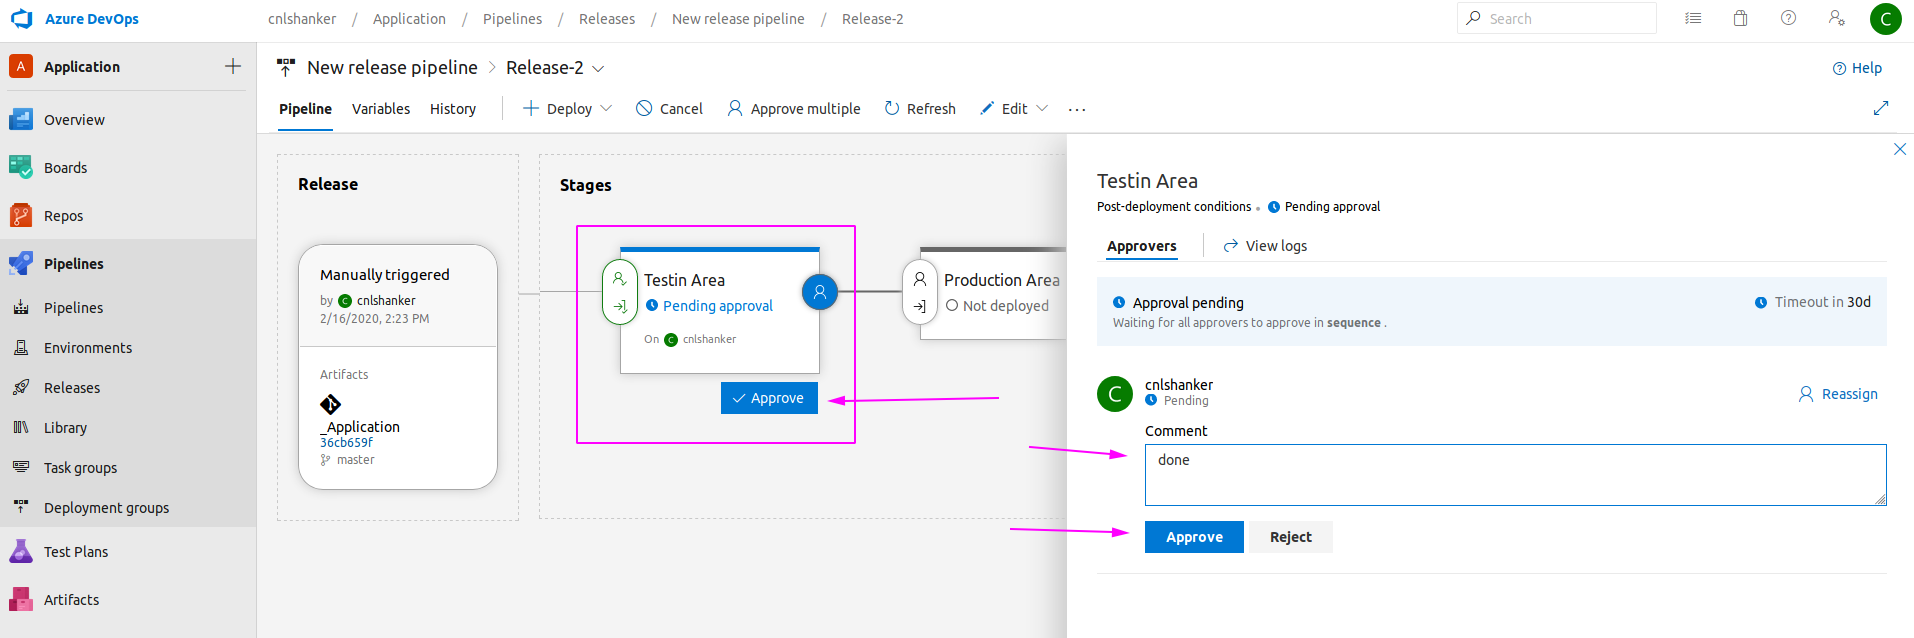 Azure DevOps
cnlshanker / Application / Pipelines / Releases / New release pipeline / Release-2
Search
C
A Application
Overview
Boards
Repos
Pipelines
Pipelines
Environments
Releases
Library
Task groups
Deployment groups
Test Plans
Artifacts
New release pipeline > Release-2
Help
Pipeline Variables History Deploy Cancel Approve multiple Refresh Edit ...
Release
Manually triggered
by C cnlshanker
2/16/2020, 2:23 PM
Artifacts
_Application
36cb659f
master
Stages
Testin Area
Pending approval
On C cnlshanker
Approve
Production Area
Not deployed
Testin Area
Post-deployment conditions • Pending approval
Approvers View logs
Approval pending Timeout in 30d
Waiting for all approvers to approve in sequence .
C cnlshanker
Pending
Reassign
Comment
done
Approve Reject